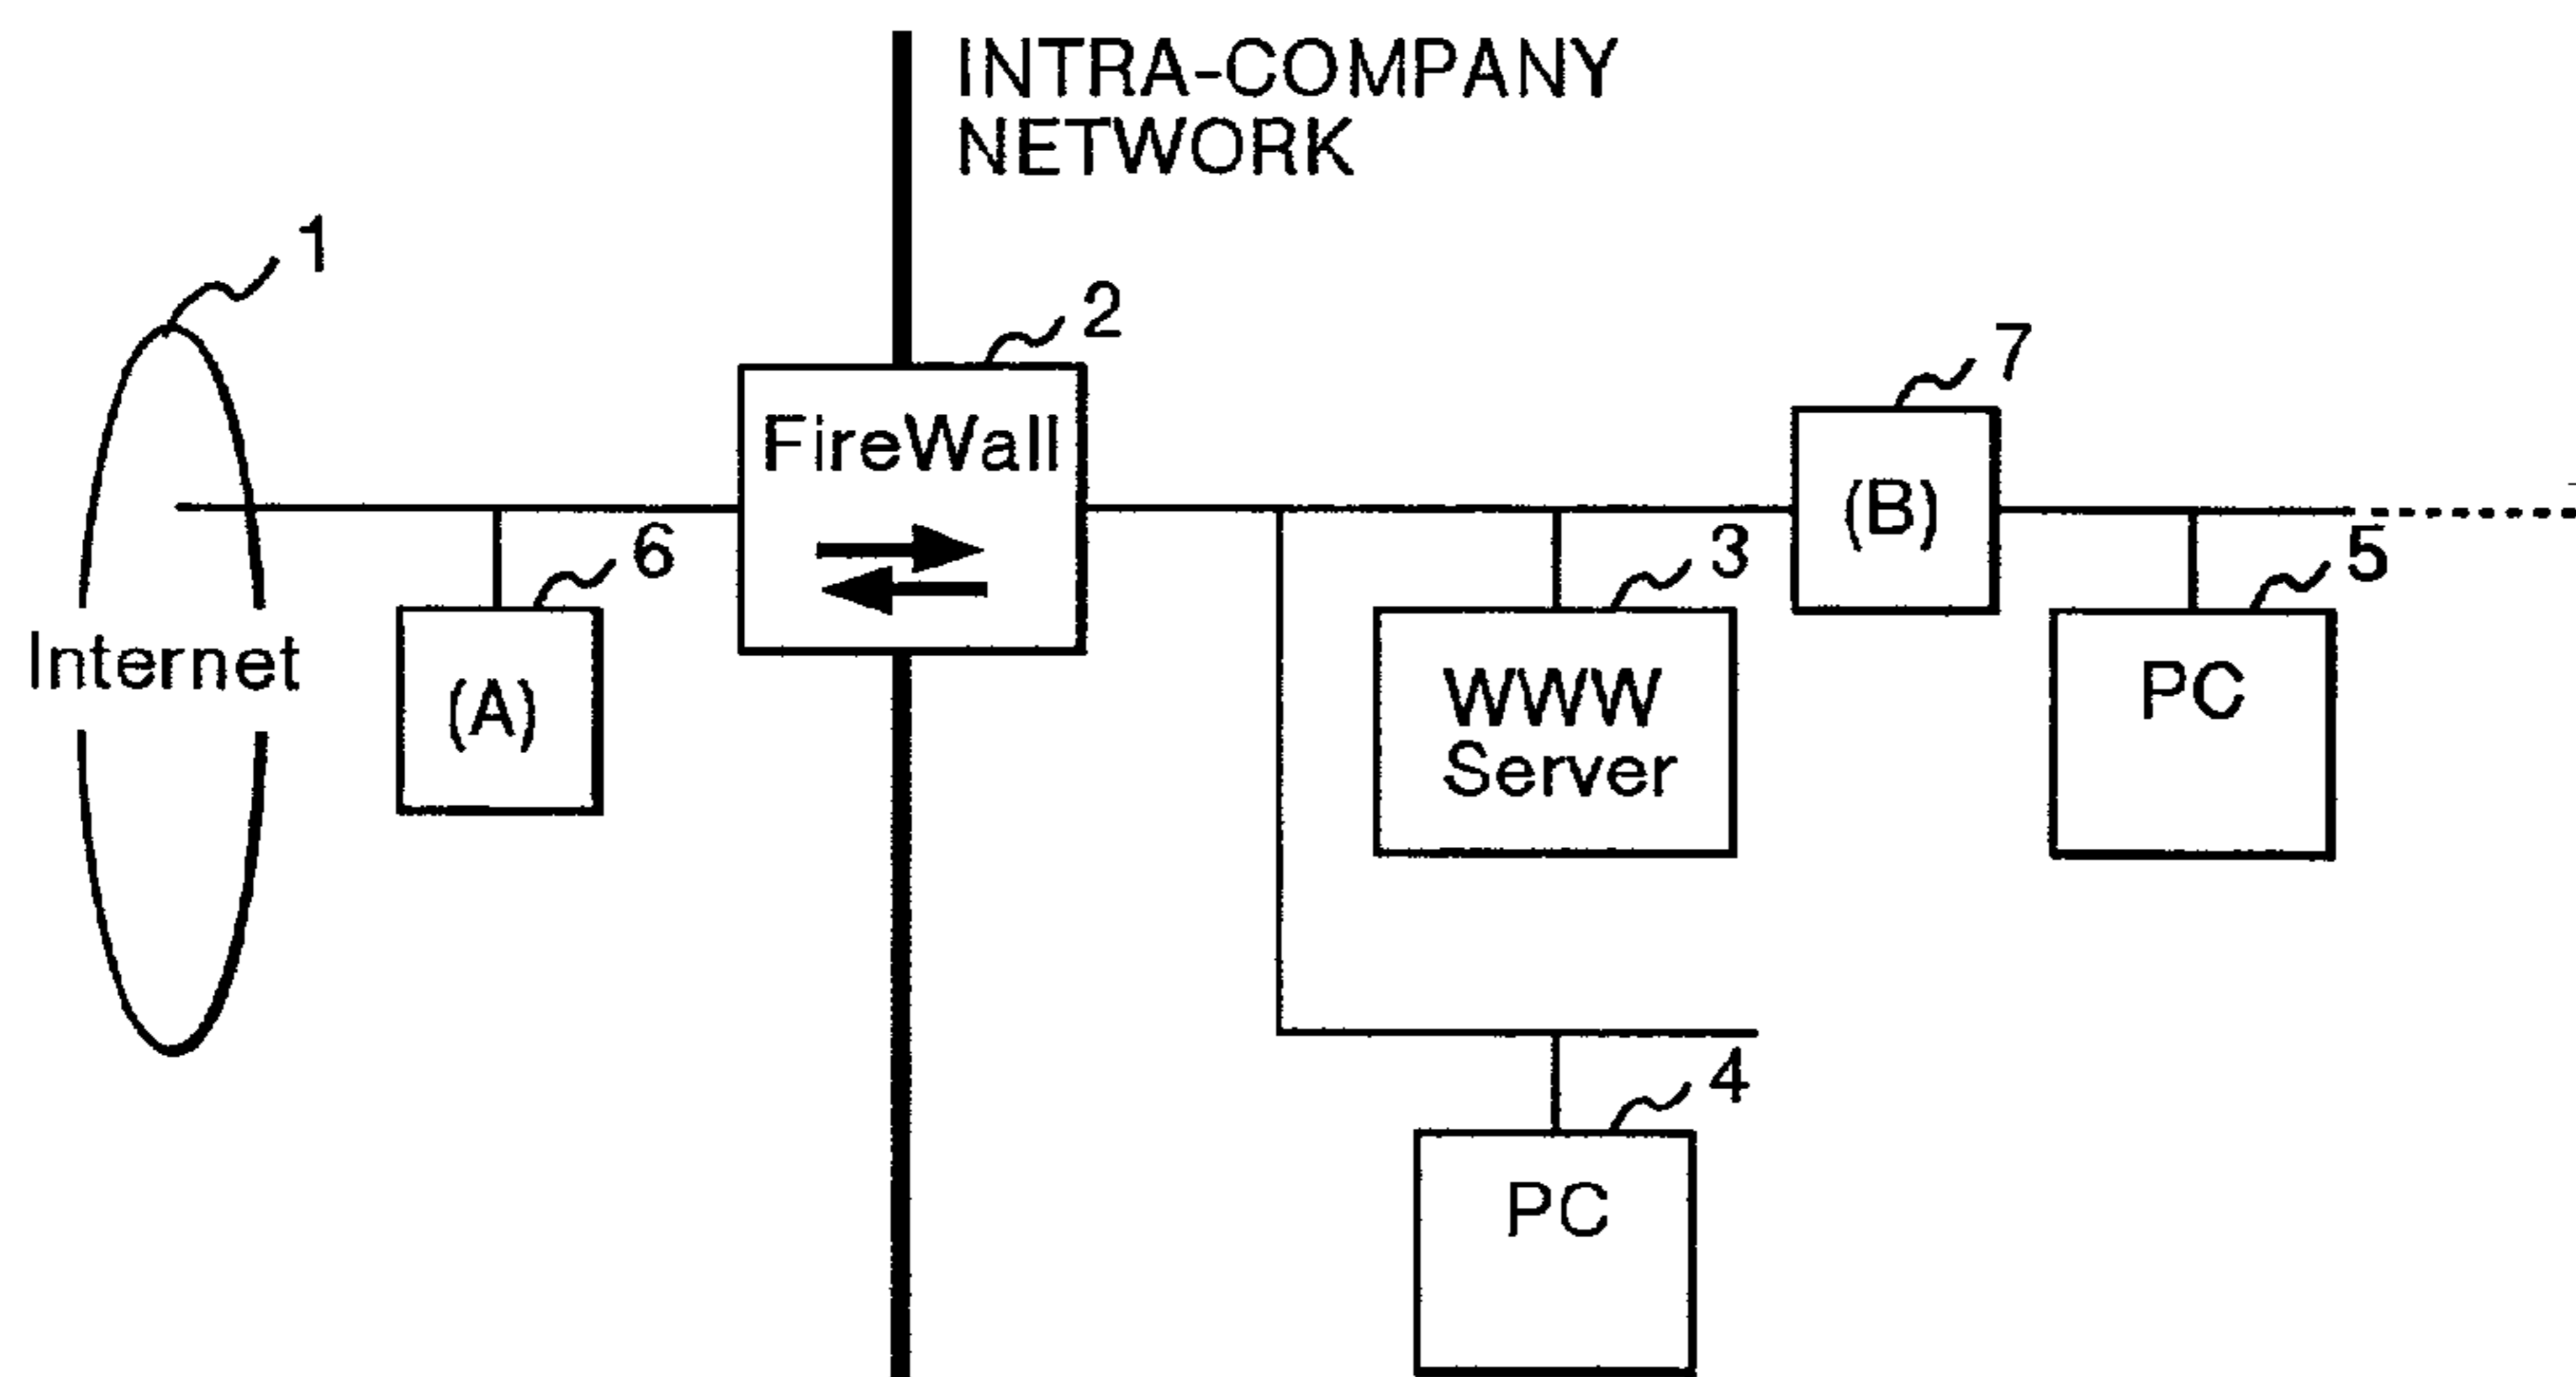 INTRA-COMPANY
NETWORK
1
2
7
FireWall
(B)
6
3
5
Internet
(A)
WWW
Server
PC
4
PC